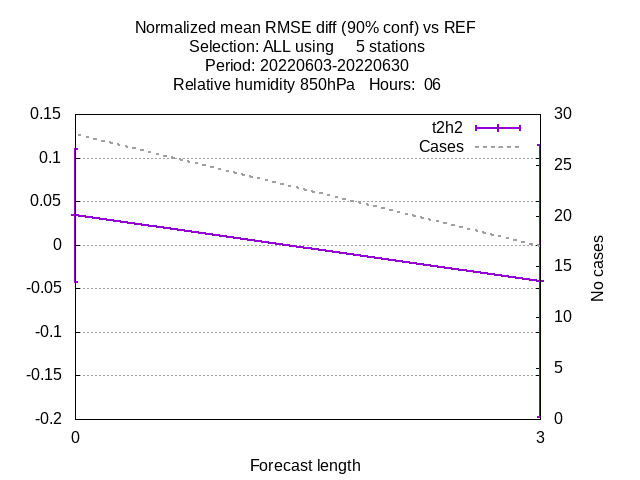 Normalized mean RMSE diff (90% conf) vs REF
Selection: ALL using     5 stations
Period: 20220603-20220630
Relative humidity 850hPa   Hours:  06
t2h2
Cases
0.15
0.1
0.05
0
-0.05
-0.1
-0.15
-0.2
30
25
20
15
10
5
0
No cases
0
3
Forecast length